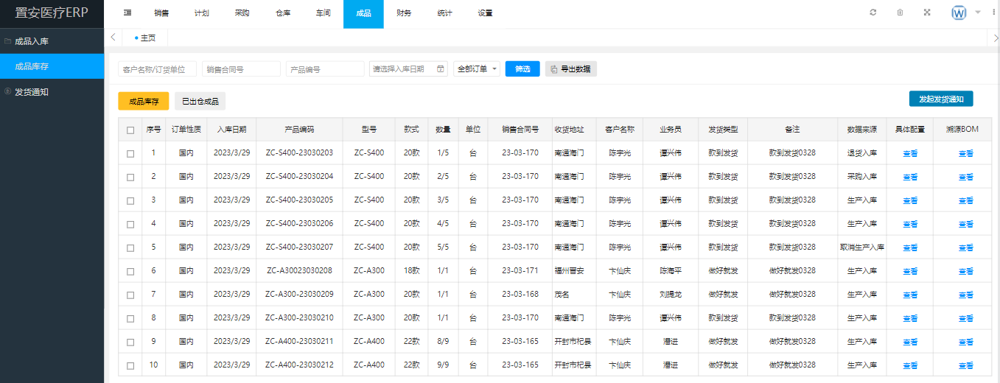 置安医疗ERP
销售 计划 采购 仓库 车间 成品 财务 统计 设置
W
成品入库
成品库存
发货通知
主页
客户名称/订货单位 销售合同号 产品编号 请选择入库日期 全部订单 筛选 导出数据
成品库存 已出仓成品 发起发货通知
序号 订单性质 入库日期 产品编码 型号 款式 数量 单位 销售合同号 收货地址 客户名称 业务员 发货类型 备注 数据来源 具体配置 溯源BOM
1 国内 2023/3/29 ZC-S400-23030203 ZC-S400 20款 1/5 台 23-03-170 南通海门 陈宇光 谭兴伟 款到发货 款到发货0328 退货入库 查看 查看
2 国内 2023/3/29 ZC-S400-23030204 ZC-S400 20款 2/5 台 23-03-170 南通海门 陈宇光 谭兴伟 款到发货 款到发货0328 采购入库 查看 查看
3 国内 2023/3/29 ZC-S400-23030205 ZC-S400 20款 3/5 台 23-03-170 南通海门 陈宇光 谭兴伟 款到发货 款到发货0328 生产入库 查看 查看
4 国内 2023/3/29 ZC-S400-23030206 ZC-S400 20款 4/5 台 23-03-170 南通海门 陈宇光 谭兴伟 款到发货 款到发货0328 生产入库 查看 查看
5 国内 2023/3/29 ZC-S400-23030207 ZC-S400 20款 5/5 台 23-03-170 南通海门 陈宇光 谭兴伟 款到发货 款到发货0328 取消生产入库 查看 查看
6 国内 2023/3/29 ZC-A30023030208 ZC-A300 18款 1/1 台 23-03-171 福州晋安 卞仙庆 陈海平 做好就发 做好就发0328 生产入库 查看 查看
7 国内 2023/3/29 ZC-A300-23030209 ZC-A300 20款 1/1 台 23-03-168 茂名 卞仙庆 刘提龙 做好就发 做好就发0328 生产入库 查看 查看
8 国内 2023/3/29 ZC-A300-23030210 ZC-A300 20款 1/1 台 23-03-170 南通海门 陈宇光 谭兴伟 款到发货 款到发货0328 生产入库 查看 查看
9 国内 2023/3/29 ZC-A400-23030211 ZC-A400 22款 8/9 台 23-03-165 开封市杞县 卞仙庆 潘进 做好就发 做好就发0328 生产入库 查看 查看
10 国内 2023/3/29 ZC-A400-23030212 ZC-A400 22款 9/9 台 23-03-165 开封市杞县 卞仙庆 潘进 做好就发 做好就发0328 生产入库 查看 查看